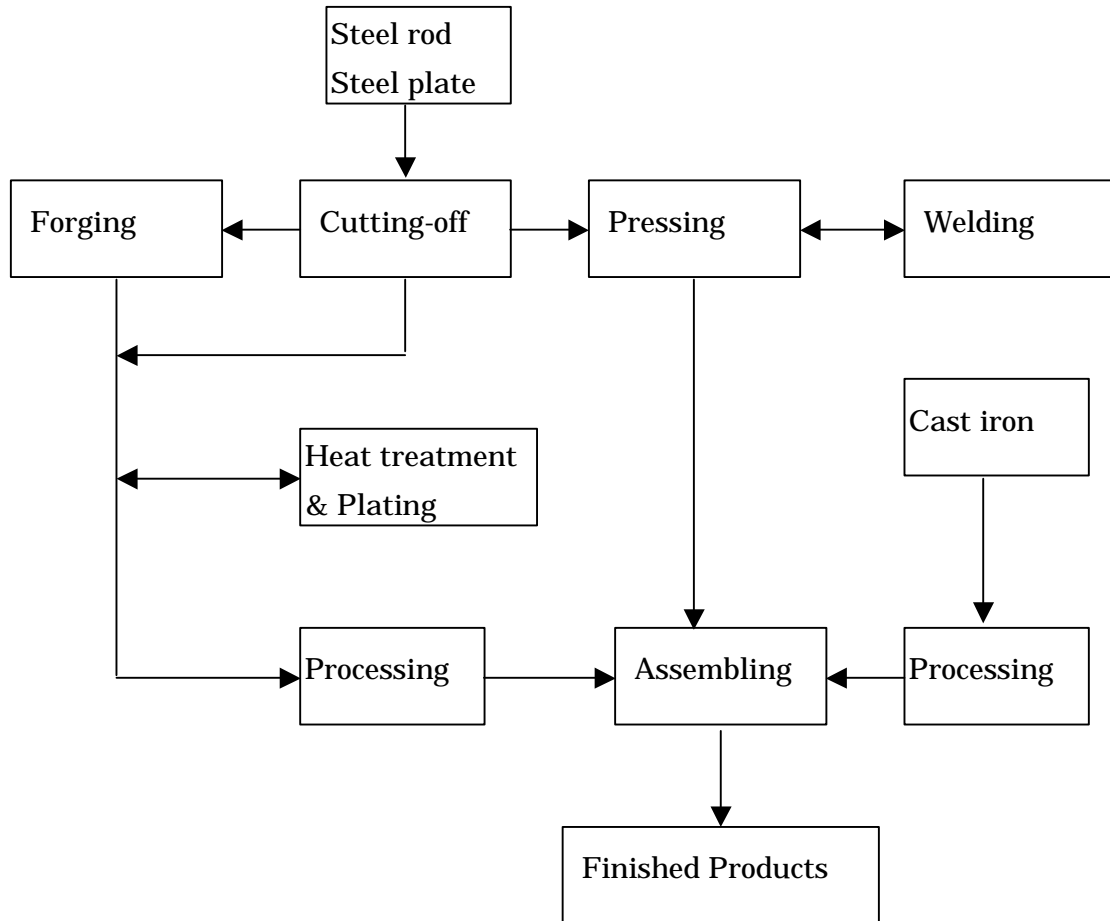 Steel rod
Steel plate
Forging
Cutting-off
Pressing
Welding
Cast iron
Heat treatment
& Plating
Processing
Assembling
Processing
Finished Products